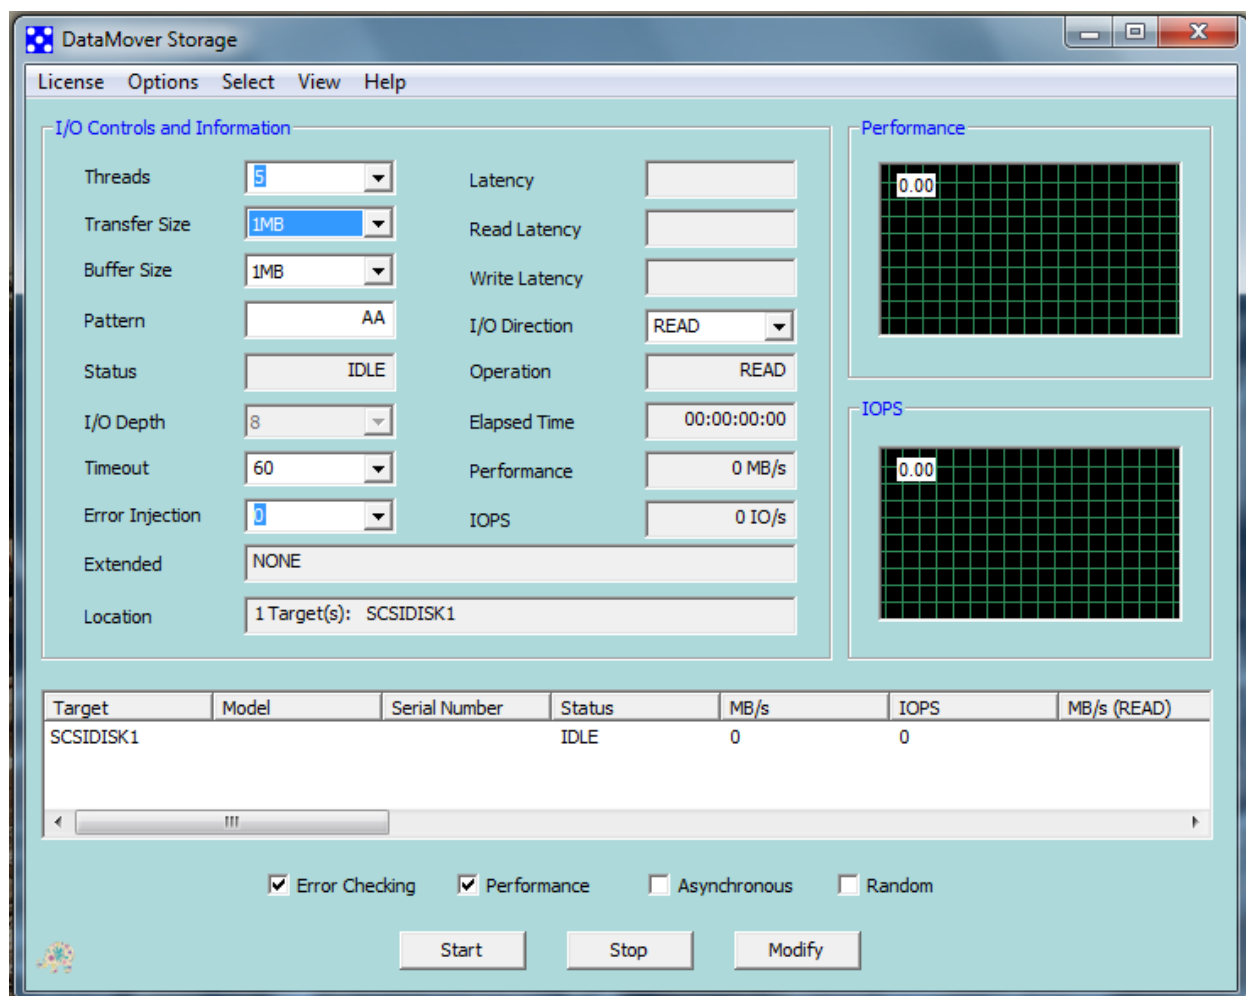 DataMover Storage
License Options Select View Help
I/O Controls and Information
Threads 5
Transfer Size 1MB
Buffer Size 1MB
Pattern AA
Status IDLE
I/O Depth 8
Timeout 60
Error Injection 0
Latency
Read Latency
Write Latency
I/O Direction READ
Operation READ
Elapsed Time 00:00:00:00
Performance 0 MB/s
IOPS 0 IO/s
Extended NONE
Location 1 Target(s): SCSIDISK1
Performance
0.00
IOPS
0.00
Target Model Serial Number Status MB/s IOPS MB/s (READ)
SCSIDISK1 IDLE 0 0
Error Checking Performance Asynchronous Random
Start Stop Modify